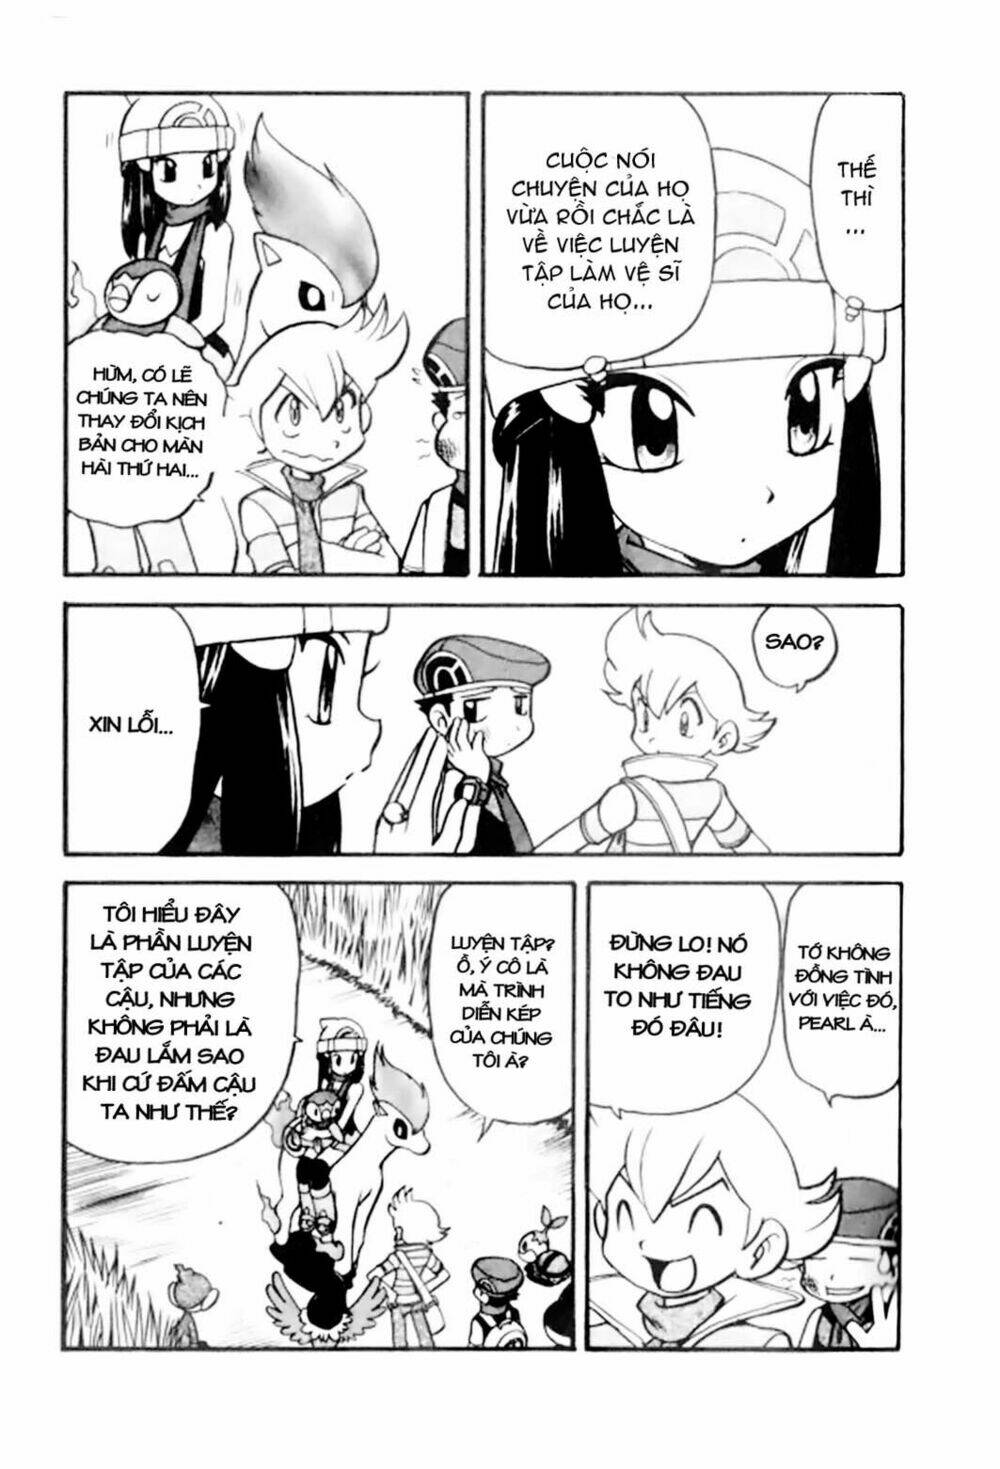 HỪM, CÓ LẼ
CHÚNG TA NÊN
THAY ĐỔI KỊCH
BẢN CHO MÀN
HÀI THỨ HAI...
CUỘC NÓI
CHUYỆN CỦA HỌ
VỪA RỒI CHẮC LÀ
VỀ VIỆC LUYỆN
TẬP LÀM VỆ SĨ
CỦA HỌ...
THẾ
THÌ
...
XIN LỖI...
SAO?
TÔI HIỂU ĐÂY
LÀ PHẦN LUYỆN
TẬP CỦA CÁC
CẬU, NHƯNG
KHÔNG PHẢI LÀ
ĐAU LẮM SAO
KHI CỨ ĐẤM CẬU
TA NHƯ THẾ?
LUYỆN TẬP?
Ồ, Ý CÔ LÀ
MÀ TRÌNH
DIỄN KÉP
CỦA CHÚNG
TÔI À?
ĐỪNG LO! NÓ
KHÔNG ĐAU
TO NHƯ TIẾNG
ĐÓ ĐÂU!
TỚ KHÔNG
ĐỒNG TÌNH
VỚI VIỆC ĐÓ,
PEARL À...